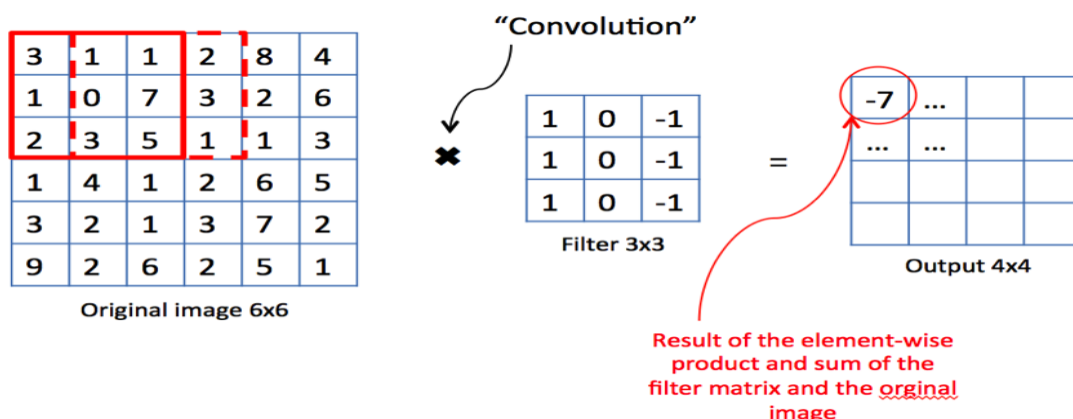 “Convolution”
3 1 1 2 8 4
1 0 7 3 2 6
2 3 5 1 1 3
1 4 1 2 6 5
3 2 1 3 7 2
9 2 6 2 5 1
Original image 6x6
✖
1 0 -1
1 0 -1
1 0 -1
Filter 3x3
=
-7 ...
... ...
Output 4x4
Result of the element-wise
product and sum of the
filter matrix and the orginal
image